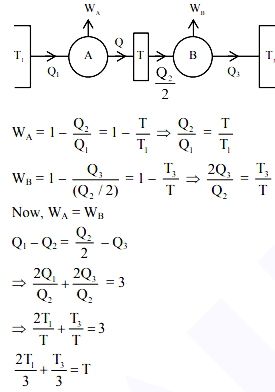 W_A W_B
T_1 A Q T B T_3
Q_1 Q_2/2 Q_3
W_A = 1 − Q_2/Q_1 = 1 − T/T_1 ⇒ Q_2/Q_1 = T/T_1
W_B = 1 − Q_3/(Q_2 / 2) = 1 − T_3/T ⇒ 2Q_3/Q_2 = T_3/T
Now, W_A = W_B
Q_1 − Q_2 = Q_2/2 − Q_3
⇒ 2Q_1/Q_2 + 2Q_3/Q_2 = 3
⇒ 2T_1/T + T_3/T = 3
2T_1/3 + T_3/3 = T